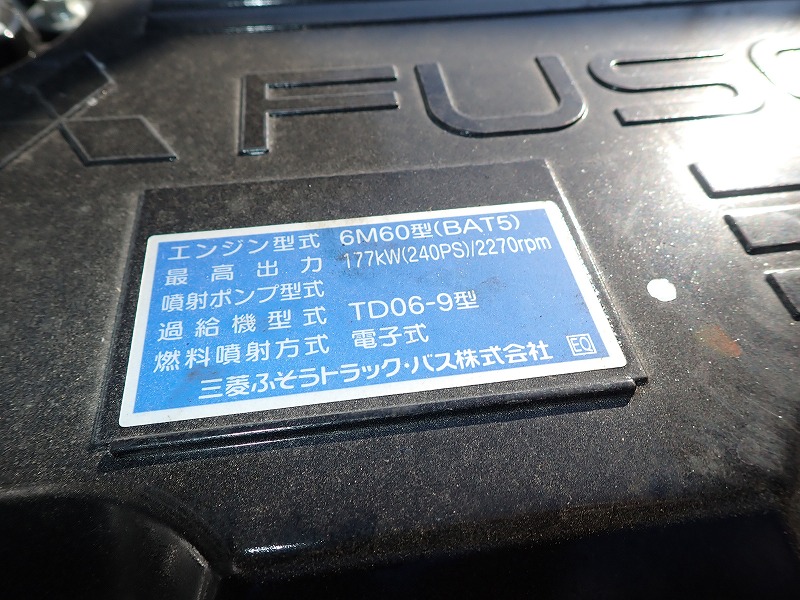 FUSO
エンジン型式 6M60型(BAT5)
最高出力 177kW(240PS)/2270rpm
噴射ポンプ型式
過給機型式 TD06-9型
燃料噴射方式 電子式
三菱ふそうトラック・バス株式会社 EO